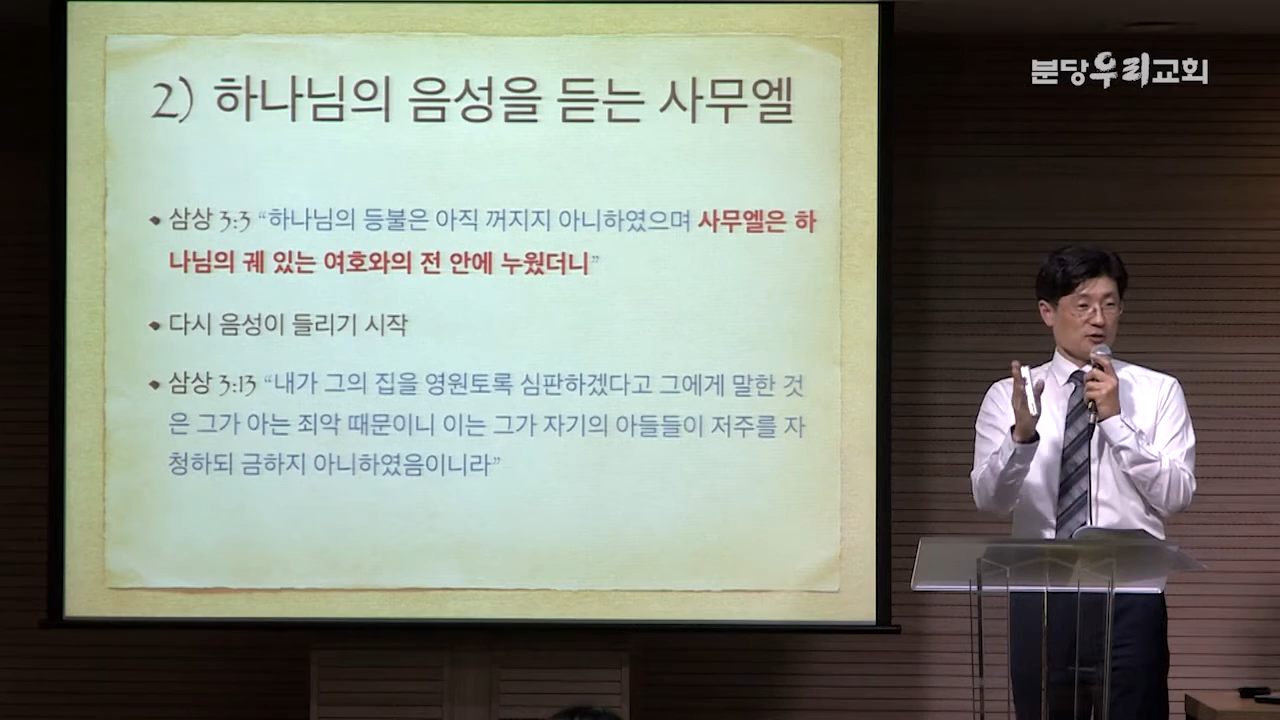 분당우리교회
2) 하나님의 음성을 듣는 사무엘
삼상 3:3 “하나님의 등불은 아직 꺼지지 아니하였으며 사무엘은 하
나님의 궤 있는 여호와의 전 안에 누웠더니”
다시 음성이 들리기 시작
삼상 3:13 “내가 그의 집을 영원토록 심판하겠다고 그에게 말한 것
은 그가 아는 죄악 때문이니 이는 그가 자기의 아들들이 저주를 자
청하되 금하지 아니하였음이니라”